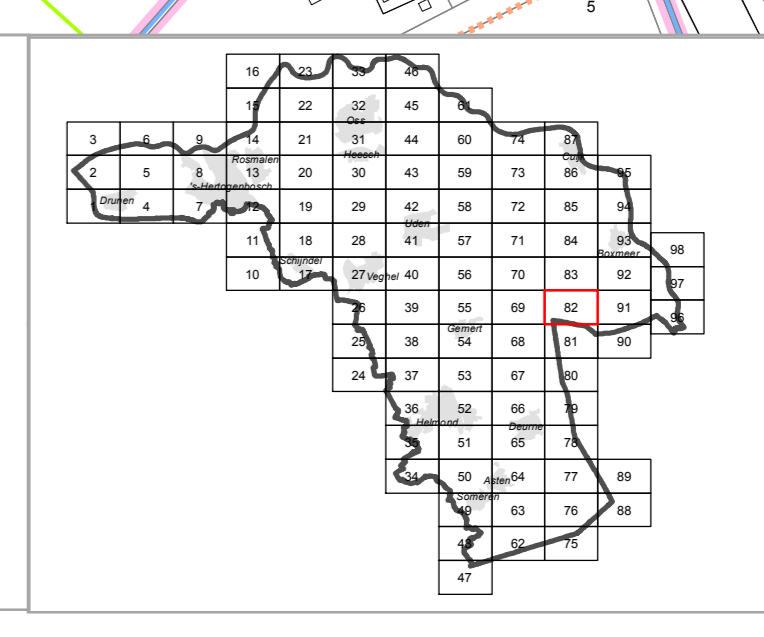 5
16 23 33 46
15 22 32 45 61
Oss
3 6 9 14 21 31 44 60 74 87
Rosmalen Heesch Cuijk
2 5 8 13 20 30 43 59 73 86 95
's-Hertogenbosch
Drunen
1 4 7 12 19 29 42 58 72 85 94
Uden
11 18 28 41 57 71 84 93 98
Schijndel Boxmeer
10 17 27 Veghel 40 56 70 83 92 97
26 39 55 69 82 91 96
Gemert
25 38 54 68 81 90
24 37 53 67 80
36 52 66 79
Helmond Deurne
35 51 65 78
34 50 Asten 64 77 89
Someren
49 63 76 88
48 62 75
47